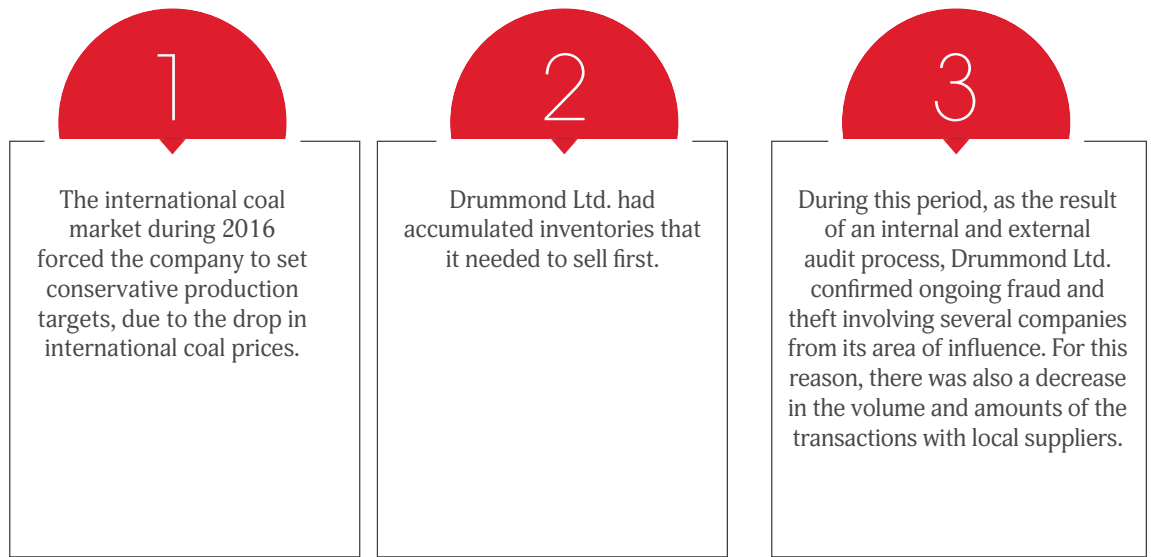 1
The international coal
market during 2016
forced the company to set
conservative production
targets, due to the drop in
international coal prices.
2
Drummond Ltd. had
accumulated inventories that
it needed to sell first.
3
During this period, as the result
of an internal and external
audit process, Drummond Ltd.
confirmed ongoing fraud and
theft involving several companies
from its area of influence. For this
reason, there was also a decrease
in the volume and amounts of the
transactions with local suppliers.